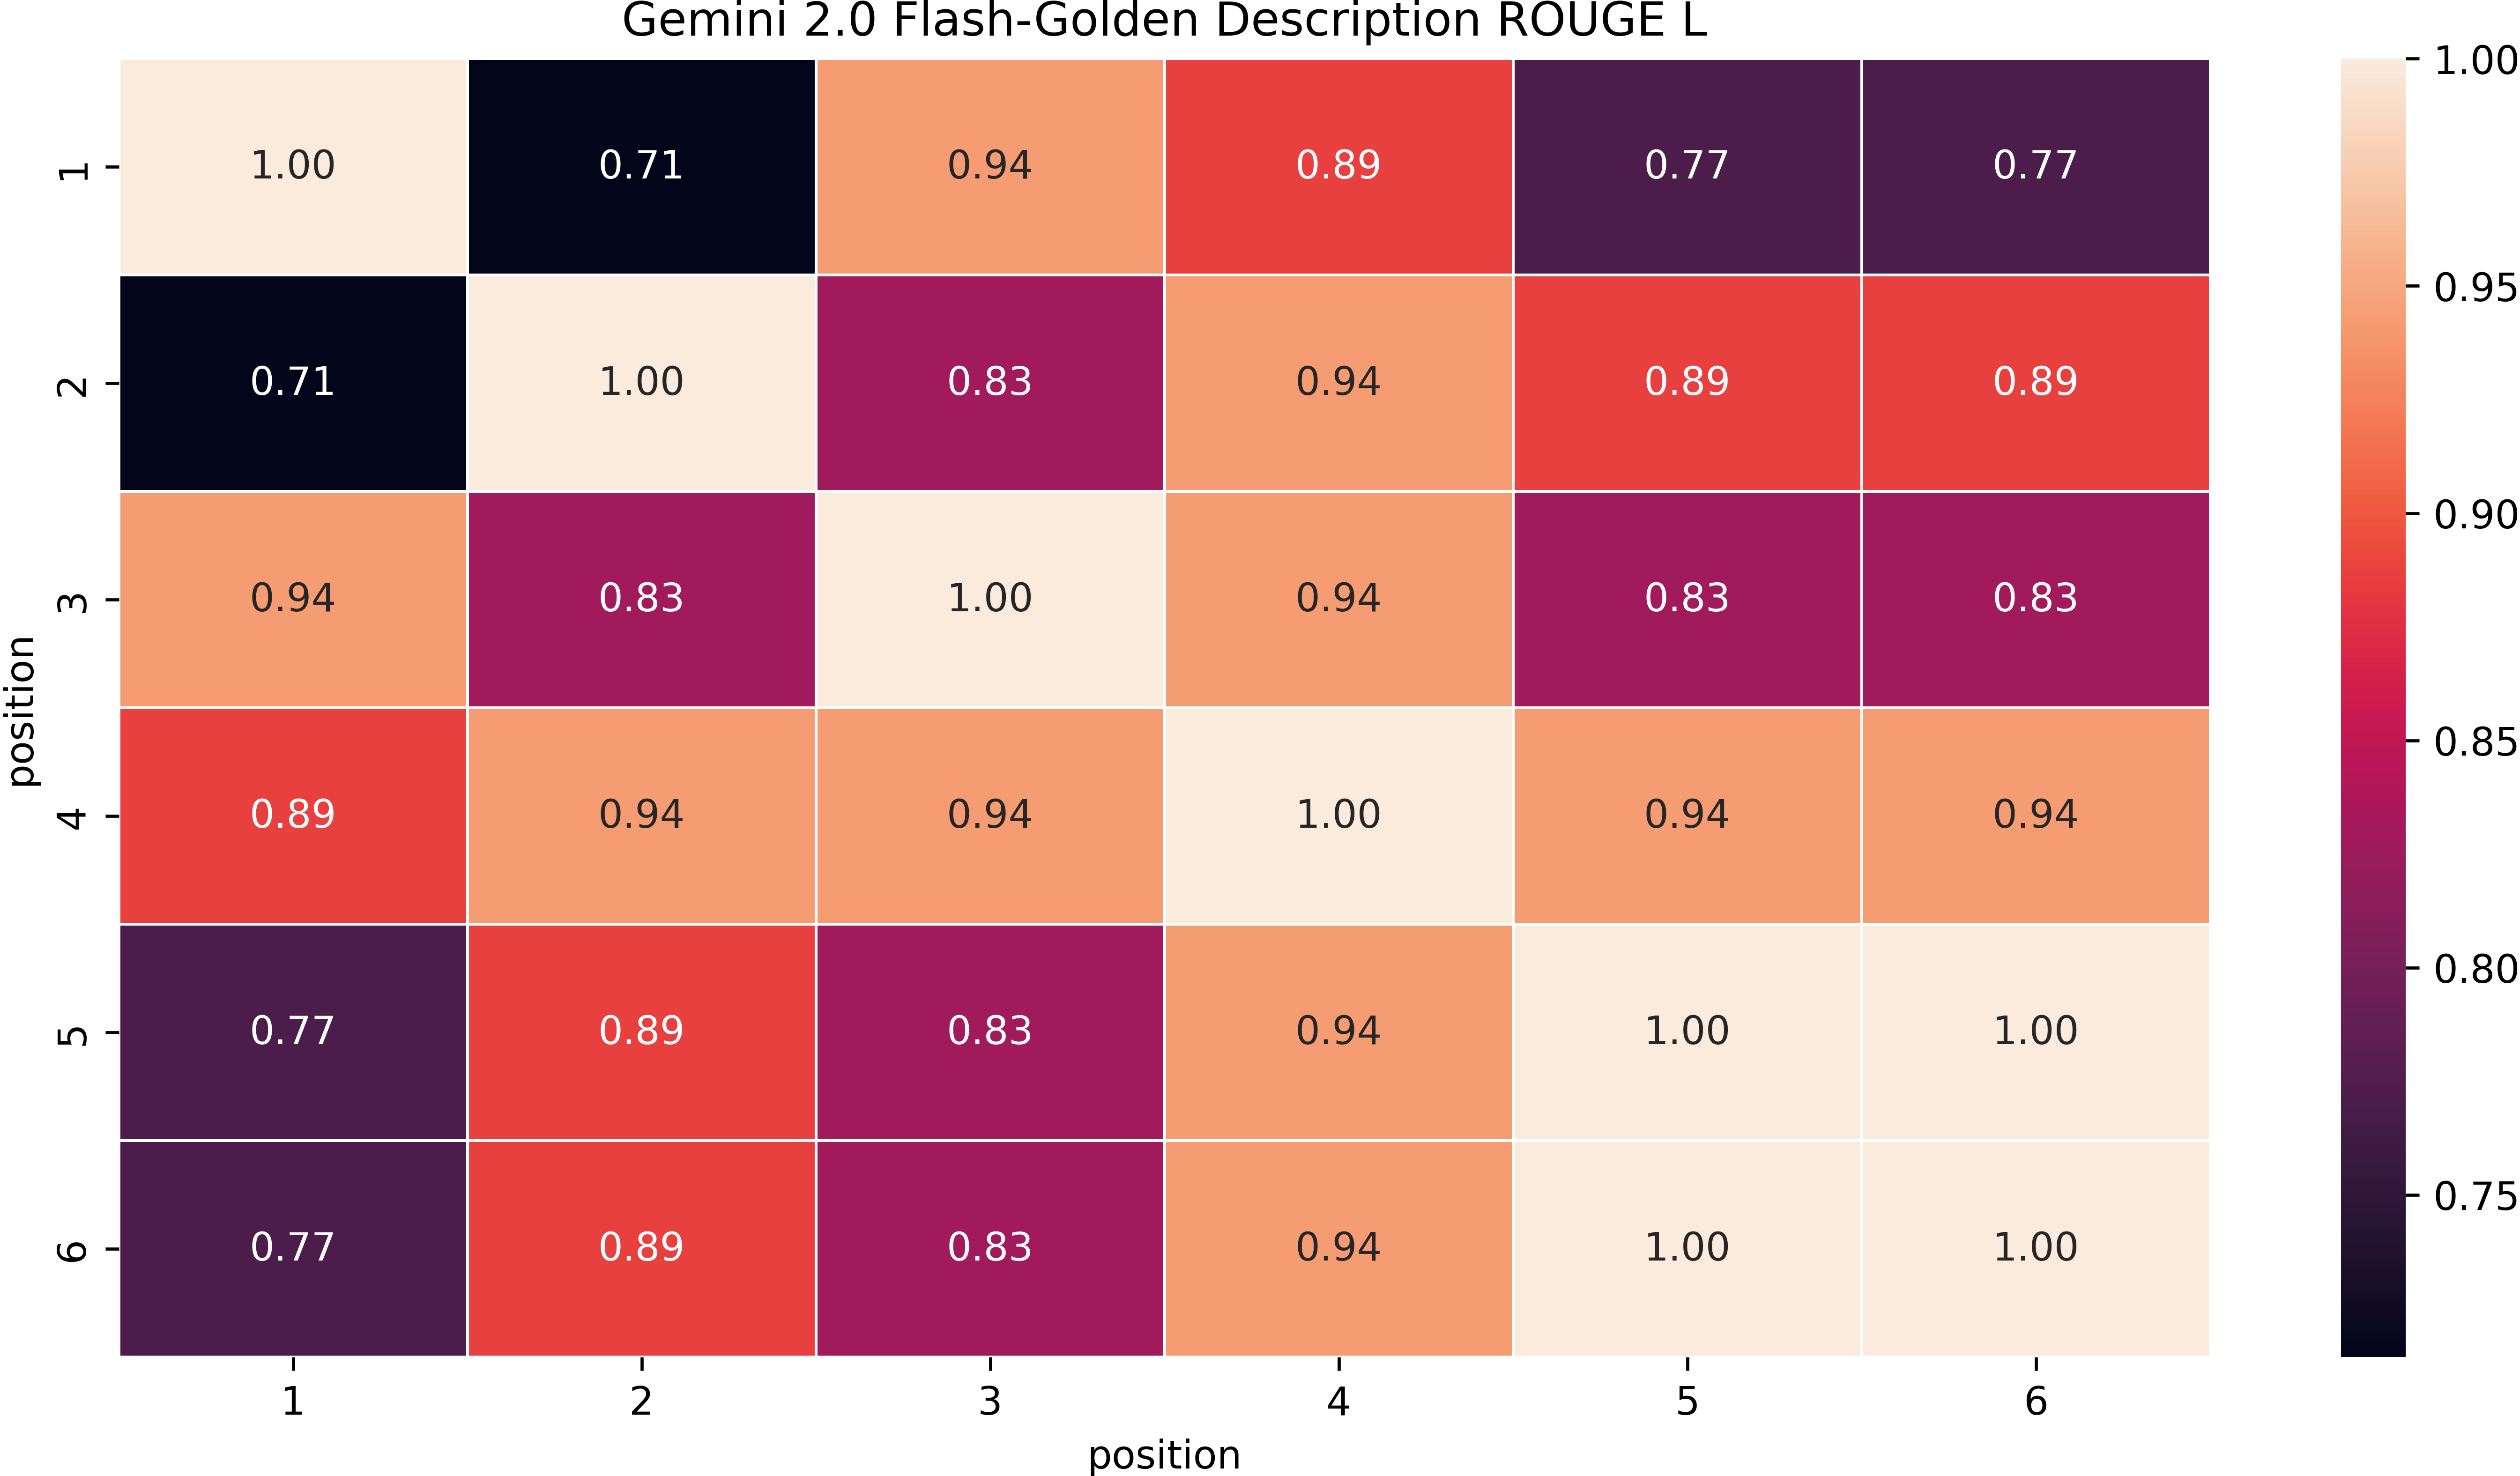 Gemini 2.0 Flash-Golden Description ROUGE L
1 1.00 0.71 0.94 0.89 0.77 0.77
2 0.71 1.00 0.83 0.94 0.89 0.89
3 0.94 0.83 1.00 0.94 0.83 0.83
4 0.89 0.94 0.94 1.00 0.94 0.94
5 0.77 0.89 0.83 0.94 1.00 1.00
6 0.77 0.89 0.83 0.94 1.00 1.00
position
1 2 3 4 5 6
position
1.00
0.95
0.90
0.85
0.80
0.75